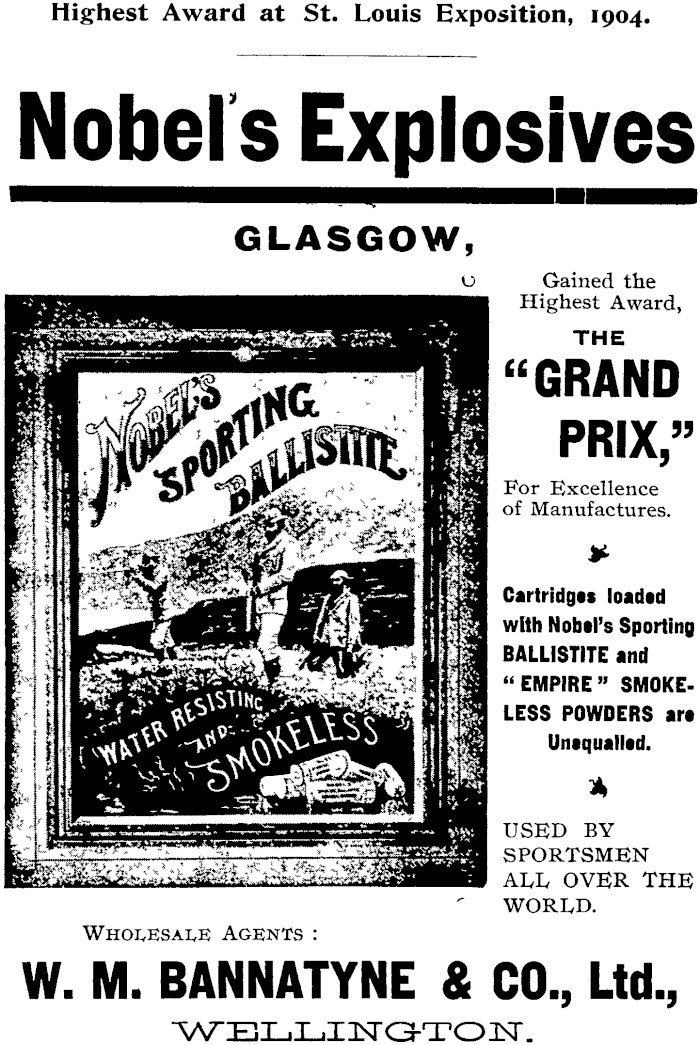 Highest Award at St. Louis Exposition, 1904.
Nobel's Explosives
GLASGOW,
NOBEL'S
SPORTING
BALLISTITE
WATER RESISTING
AND
SMOKELESS
Gained the
Highest Award,
THE
“GRAND
PRIX,”
For Excellence
of Manufactures.
Cartridges loaded
with Nobel's Sporting
BALLISTITE and
“EMPIRE” SMOKE-
LESS POWDERS are
Unequalled.
USED BY
SPORTSMEN
ALL OVER THE
WORLD.
WHOLESALE AGENTS :
W. M. BANNATYNE & CO., Ltd.,
WELLINGTON.